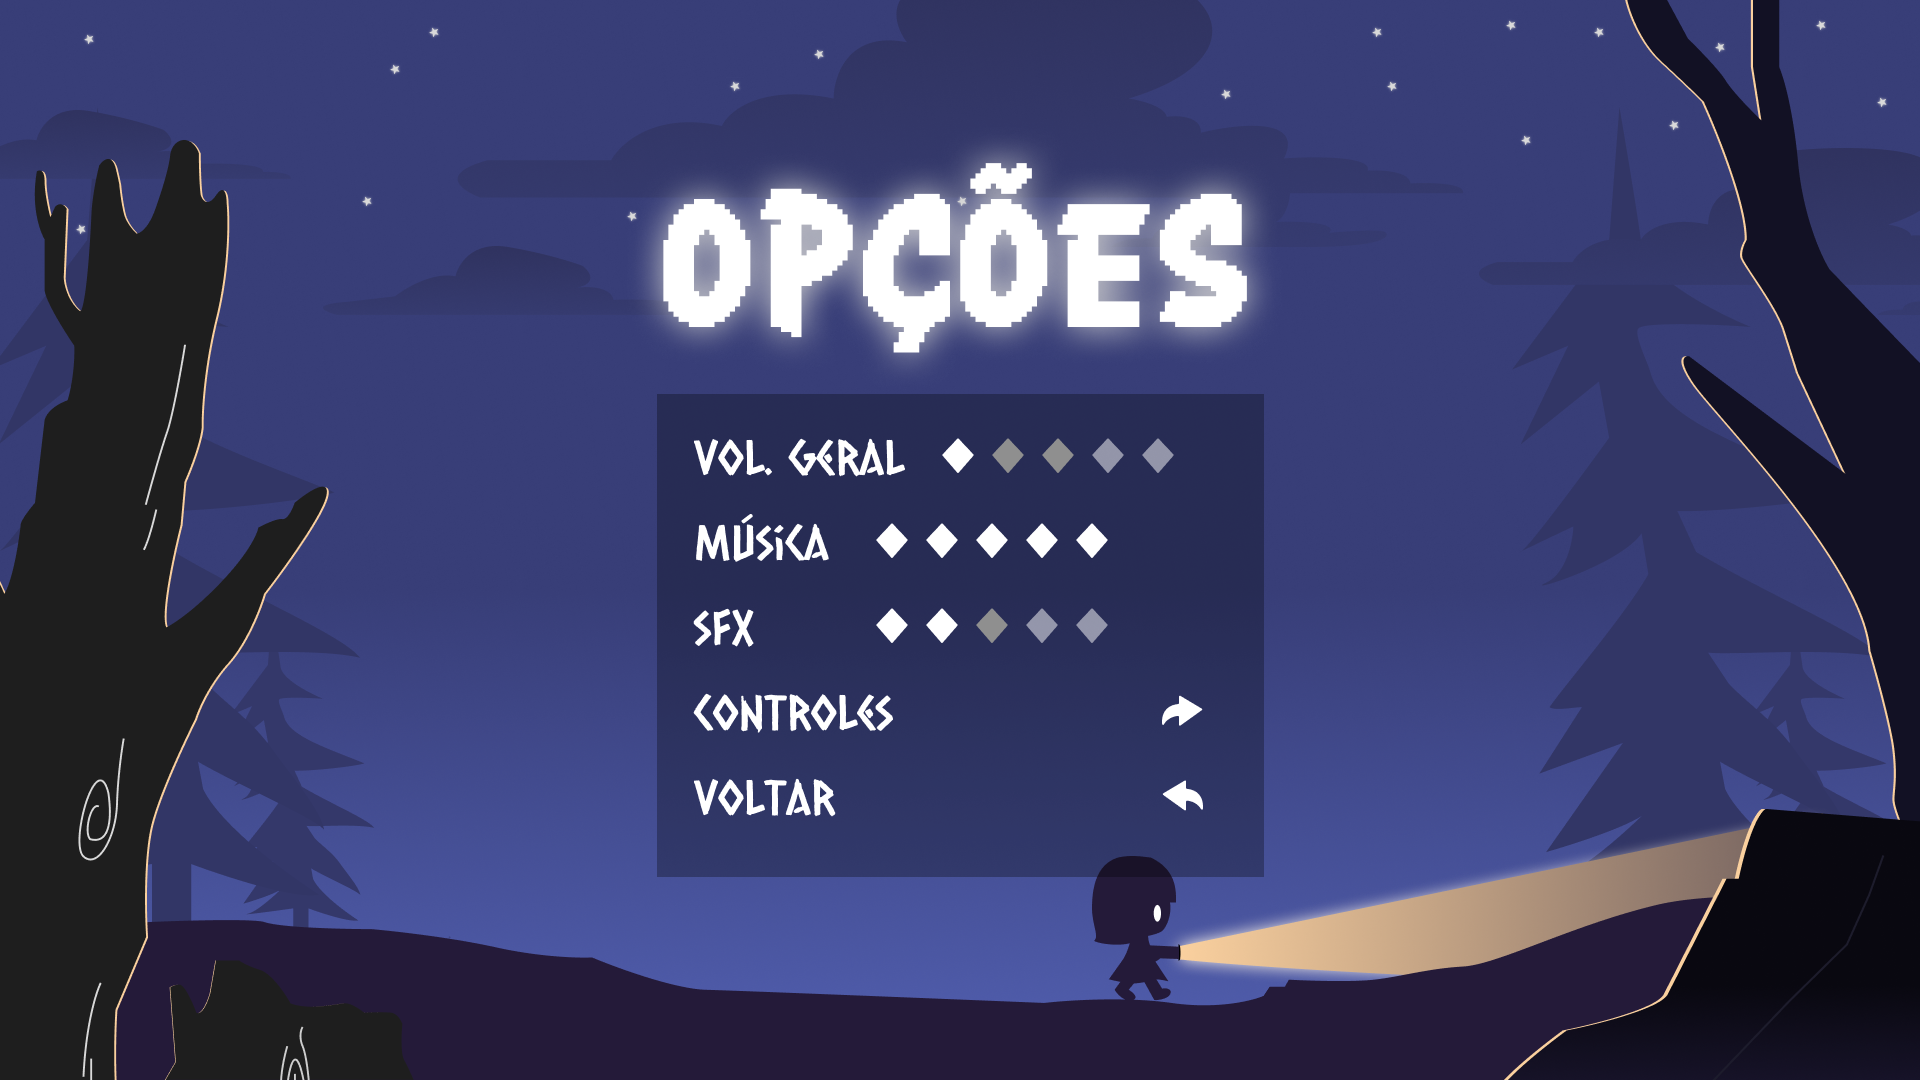 OPÇÕES
VOL. GERAL
MÚSICA
SFX
CONTROLES
VOLTAR